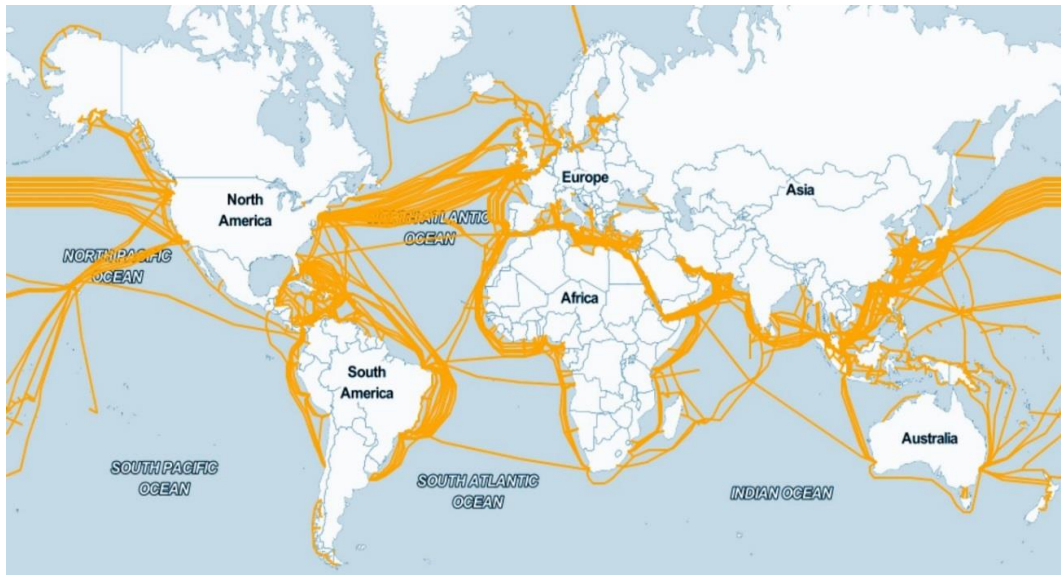 North
America
Europe
Asia
NORTH ATLANTIC
OCEAN
NORTH PACIFIC
OCEAN
Africa
South
America
Australia
SOUTH PACIFIC
OCEAN
SOUTH ATLANTIC
OCEAN
INDIAN OCEAN